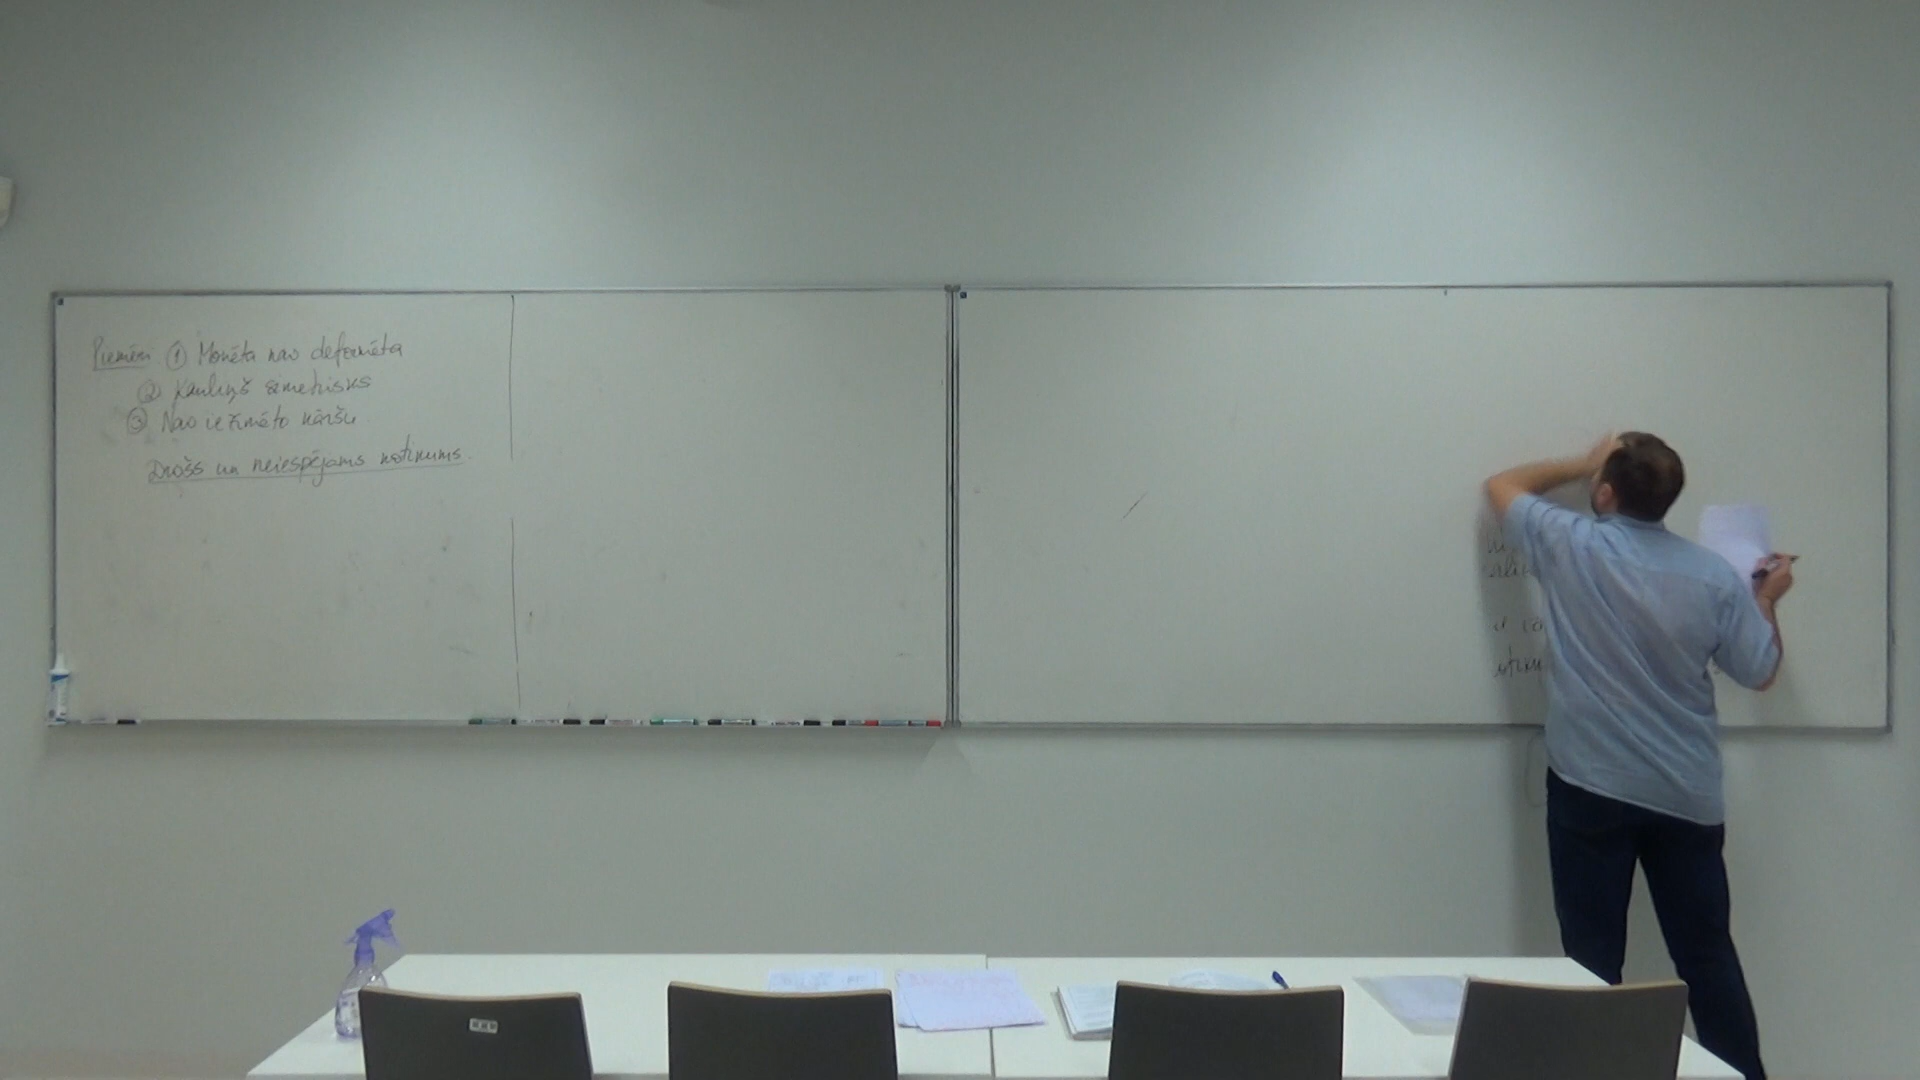 Piemēri ① Monēta nav deformēta
② Kauliņš simetrisks
③ Nav iezīmēto kāršu
Drošs un neiespējams notikums.